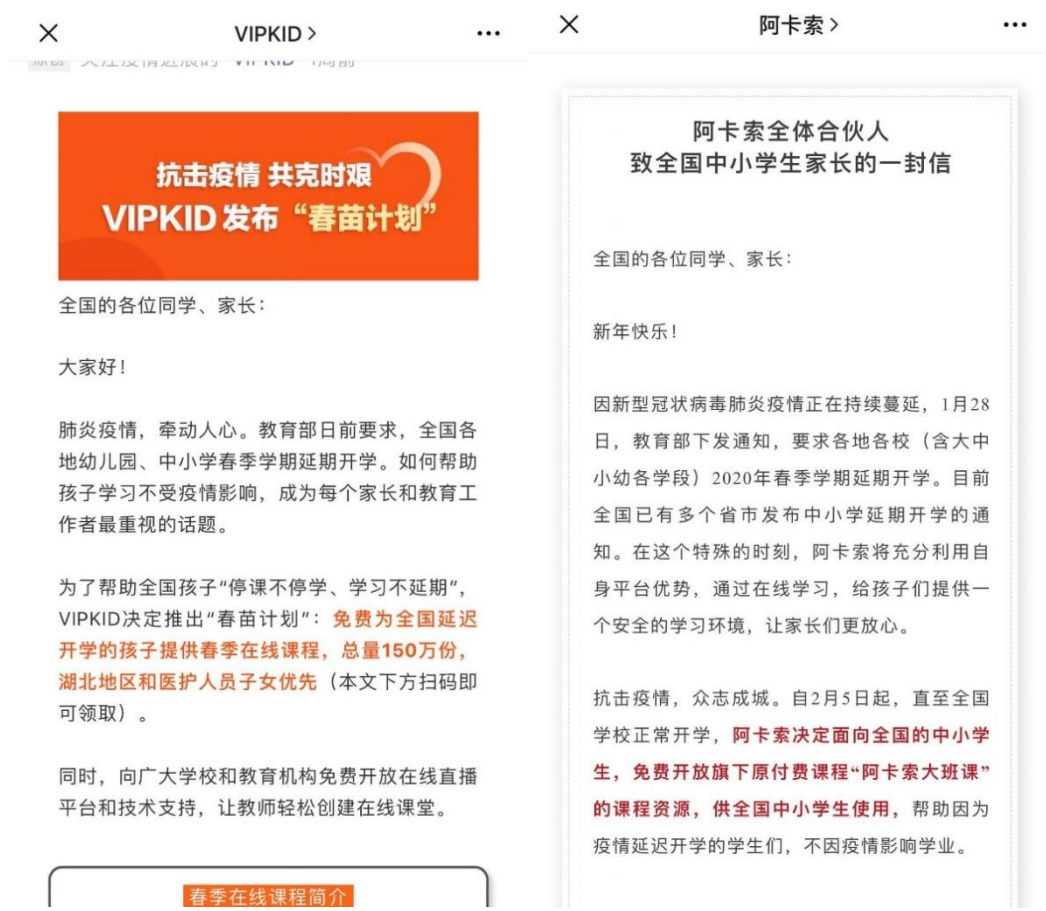 VIPKID >
抗击疫情 共克时艰
VIPKID发布“春苗计划”
全国的各位同学、家长：
大家好！
肺炎疫情，牵动人心。教育部日前要求，全国各
地幼儿园、中小学春季学期延期开学。如何帮助
孩子学习不受疫情影响，成为每个家长和教育工
作者最重视的话题。
为了帮助全国孩子“停课不停学、学习不延期”，
VIPKID决定推出“春苗计划”：免费为全国延迟
开学的孩子提供春季在线课程，总量150万份，
湖北地区和医护人员子女优先（本文下方扫码即
可领取）。
同时，向广大学校和教育机构免费开放在线直播
平台和技术支持，让教师轻松创建在线课堂。
春季在线课程简介
阿卡索 >
阿卡索全体合伙人
致全国中小学生家长的一封信
全国的各位同学、家长：
新年快乐！
因新型冠状病毒肺炎疫情正在持续蔓延，1月28
日，教育部下发通知，要求各地各校（含大中
小幼各学段）2020年春季学期延期开学。目前
全国已有多个省市发布中小学延期开学的通
知。在这个特殊的时刻，阿卡索将充分利用自
身平台优势，通过在线学习，给孩子们提供一
个安全的学习环境，让家长们更放心。
抗击疫情，众志成城。自2月5日起，直至全国
学校正常开学，阿卡索决定面向全国的中小学
生，免费开放旗下原付费课程“阿卡索大班课”
的课程资源，供全国中小学生使用，帮助因为
疫情延迟开学的学生们，不因疫情影响学业。